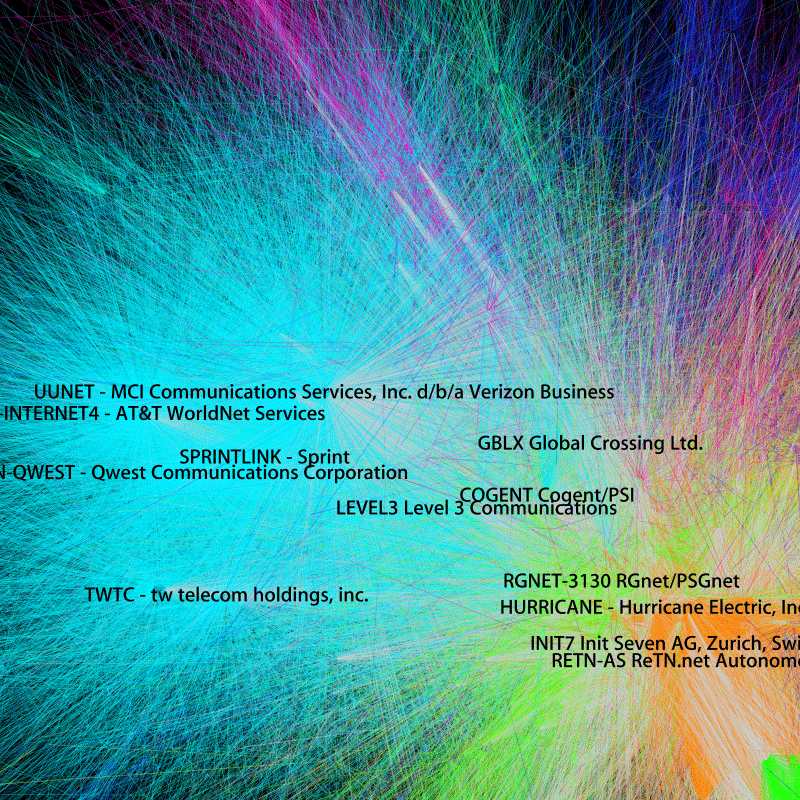 UUNET - MCI Communications Services, Inc. d/b/a Verizon Business
-INTERNET4 - AT&T WorldNet Services
GBLX Global Crossing Ltd.
SPRINTLINK - Sprint
N-QWEST - Qwest Communications Corporation
COGENT Cogent/PSI
LEVEL3 Level 3 Communications
RGNET-3130 RGnet/PSGnet
TWTC - tw telecom holdings, inc.
HURRICANE - Hurricane Electric, Inc
INIT7 Init Seven AG, Zurich, Swi
RETN-AS ReTN.net Autonomo